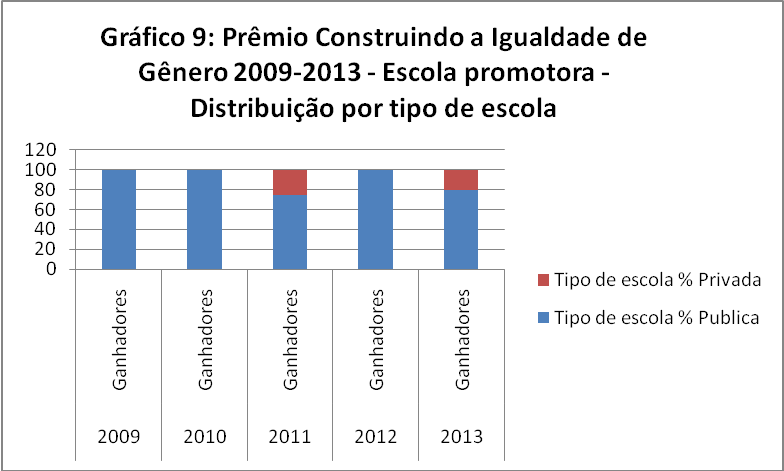 Gráfico 9: Prêmio Construindo a Igualdade de
Gênero 2009-2013 - Escola promotora -
Distribuição por tipo de escola
120
100
80
60
40
20
0
Ganhadores
Ganhadores
Ganhadores
Ganhadores
Ganhadores
2009
2010
2011
2012
2013
Tipo de escola % Privada
Tipo de escola % Publica